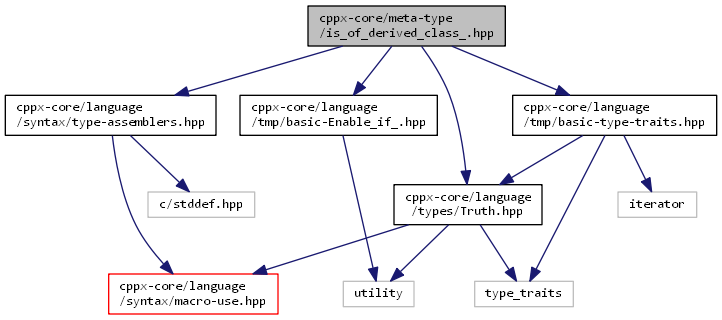 cppx-core/meta-type
/is_of_derived_class_.hpp
cppx-core/language
/syntax/type-assemblers.hpp
cppx-core/language
/tmp/basic-Enable_if_.hpp
cppx-core/language
/tmp/basic-type-traits.hpp
c/stddef.hpp
cppx-core/language
/types/Truth.hpp
iterator
cppx-core/language
/syntax/macro-use.hpp
utility
type_traits